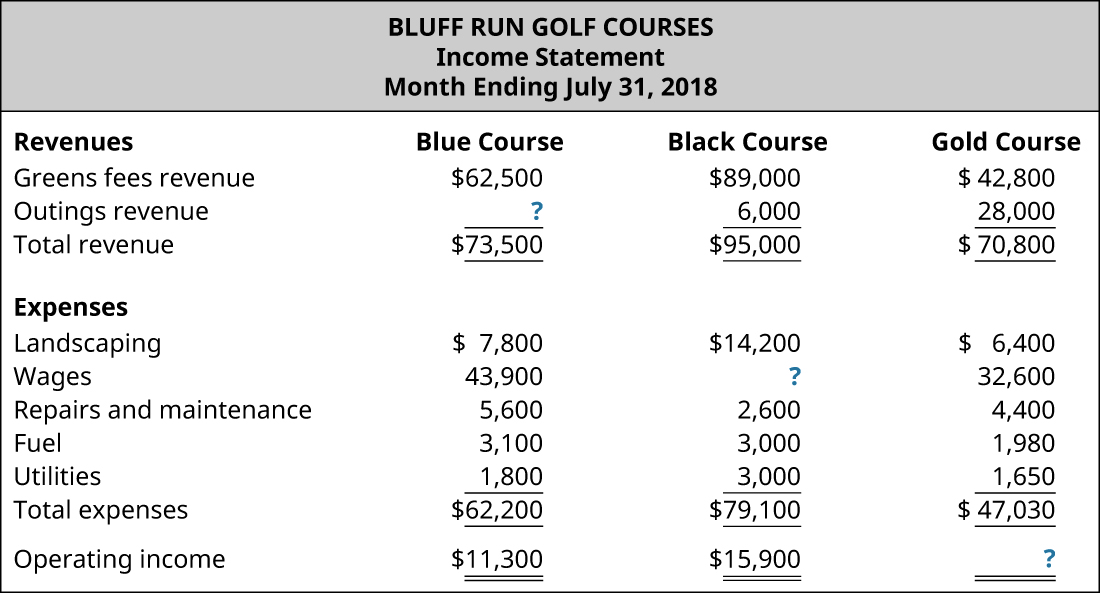 BLUFF RUN GOLF COURSES
Income Statement
Month Ending July 31, 2018
Revenues Blue Course Black Course Gold Course
Greens fees revenue $62,500 $89,000 $ 42,800
Outings revenue ? 6,000 28,000
Total revenue $73,500 $95,000 $ 70,800
Expenses
Landscaping $ 7,800 $14,200 $ 6,400
Wages 43,900 ? 32,600
Repairs and maintenance 5,600 2,600 4,400
Fuel 3,100 3,000 1,980
Utilities 1,800 3,000 1,650
Total expenses $62,200 $79,100 $ 47,030
Operating income $11,300 $15,900 ?